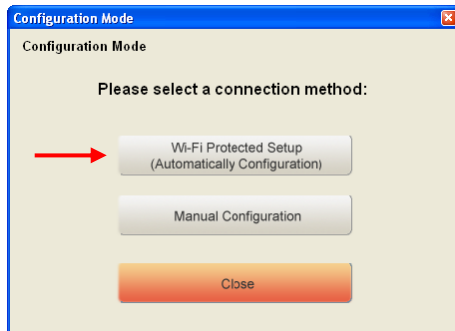 Configuration Mode
Configuration Mode
Please select a connection method:
Wi-Fi Protected Setup
(Automatically Configuration)
Manual Configuration
Close